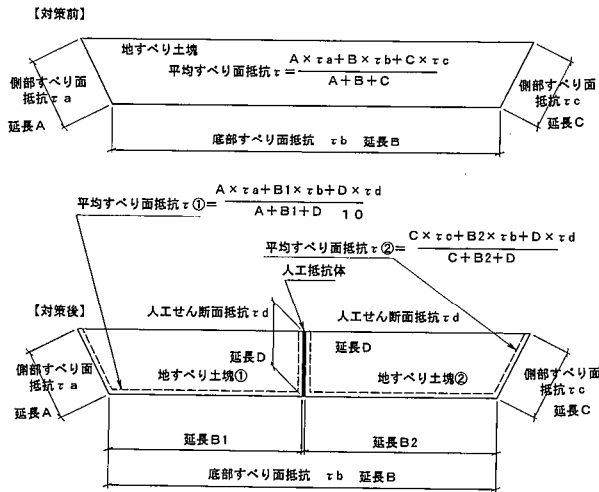 【対策前】
地すべり土塊
平均すべり面抵抗τ＝A×τa＋B×τb＋C×τc
A＋B＋C
側部すべり面
抵抗τa
延長A
側部すべり面
抵抗τc
延長C
底部すべり面抵抗　τb　延長B
平均すべり面抵抗τ①＝A×τa＋B1×τb＋D×τd
A＋B1＋D　10
平均すべり面抵抗τ②＝C×τc＋B2×τb＋D×τd
C＋B2＋D
人工抵抗体
【対策後】
人工せん断面抵抗τd
人工せん断面抵抗τd
延長D
延長D
側部すべり面
抵抗τa
延長A
地すべり土塊①
地すべり土塊②
側部すべり面
抵抗τc
延長C
延長B1
延長B2
底部すべり面抵抗　τb　延長B